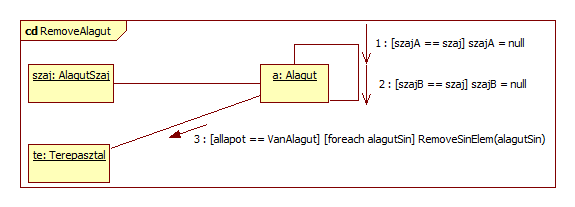 cd RemoveAlagut
1 : [szajA == szaj] szajA = null
szaj: AlagutSzaj
a: Alagut
2 : [szajB == szaj] szajB = null
3 : [allapot == VanAlagut] [foreach alagutSin] RemoveSinElem(alagutSin)
te: Terepasztal